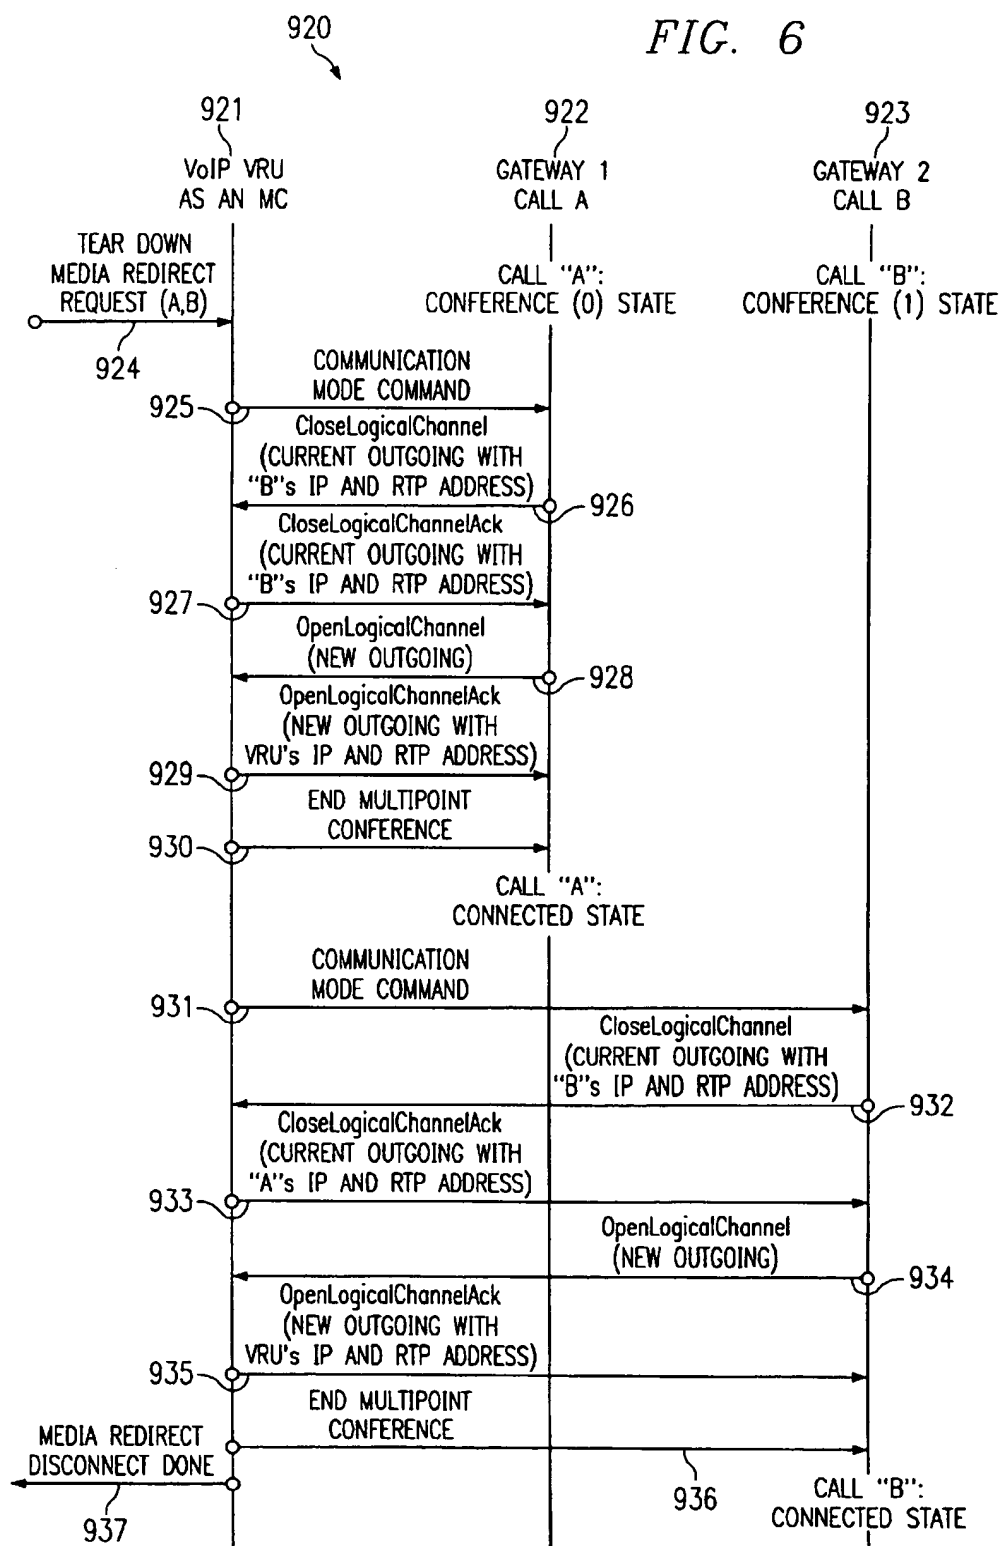 920
FIG. 6
921
922
923
VoIP VRU
AS AN MC
GATEWAY 1
CALL A
GATEWAY 2
CALL B
TEAR DOWN
MEDIA REDIRECT
REQUEST (A,B)
924
CALL "A":
CONFERENCE (0) STATE
CALL "B":
CONFERENCE (1) STATE
COMMUNICATION
MODE COMMAND
925
CloseLogicalChannel
(CURRENT OUTGOING WITH
"B"s IP AND RTP ADDRESS)
926
CloseLogicalChannelAck
(CURRENT OUTGOING WITH
"B"s IP AND RTP ADDRESS)
927
OpenLogicalChannel
(NEW OUTGOING)
928
OpenLogicalChannelAck
(NEW OUTGOING WITH
VRU's IP AND RTP ADDRESS)
929
END MULTIPOINT
CONFERENCE
930
CALL "A":
CONNECTED STATE
COMMUNICATION
MODE COMMAND
931
CloseLogicalChannel
(CURRENT OUTGOING WITH
"B"s IP AND RTP ADDRESS)
932
CloseLogicalChannelAck
(CURRENT OUTGOING WITH
"A"s IP AND RTP ADDRESS)
933
OpenLogicalChannel
(NEW OUTGOING)
934
OpenLogicalChannelAck
(NEW OUTGOING WITH
VRU's IP AND RTP ADDRESS)
935
END MULTIPOINT
CONFERENCE
936
MEDIA REDIRECT
DISCONNECT DONE
937
CALL "B":
CONNECTED STATE